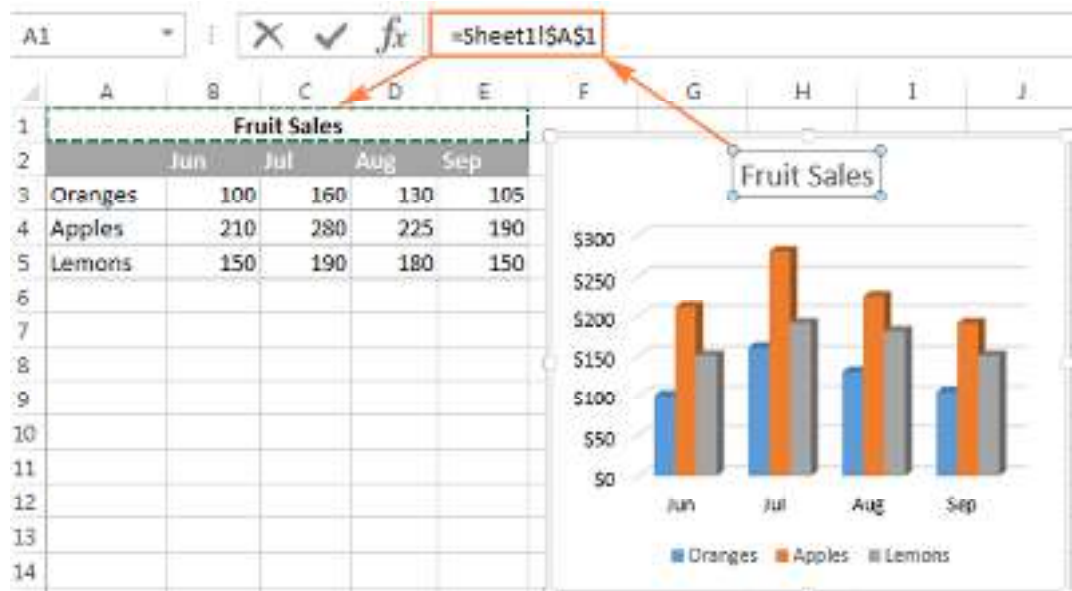 A1 fx =Sheet1!$A$1
A B C D E F G H I J
1 Fruit Sales
2 Jun Jul Aug Sep
3 Oranges 100 160 130 105
4 Apples 210 280 225 190
5 Lemons 150 190 180 150
6
7
8
9
10
11
12
13
14
Fruit Sales
$300
$250
$200
$150
$100
$50
$0
Jun Jul Aug Sep
Oranges Apples Lemons